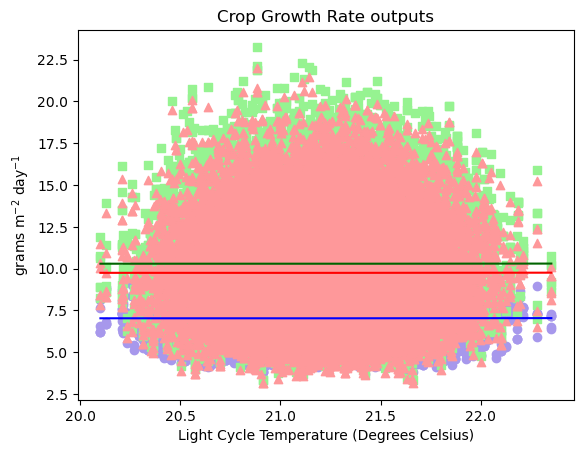 Crop Growth Rate outputs
grams m⁻² day⁻¹
22.5
20.0
17.5
15.0
12.5
10.0
7.5
5.0
2.5
20.0 20.5 21.0 21.5 22.0
Light Cycle Temperature (Degrees Celsius)